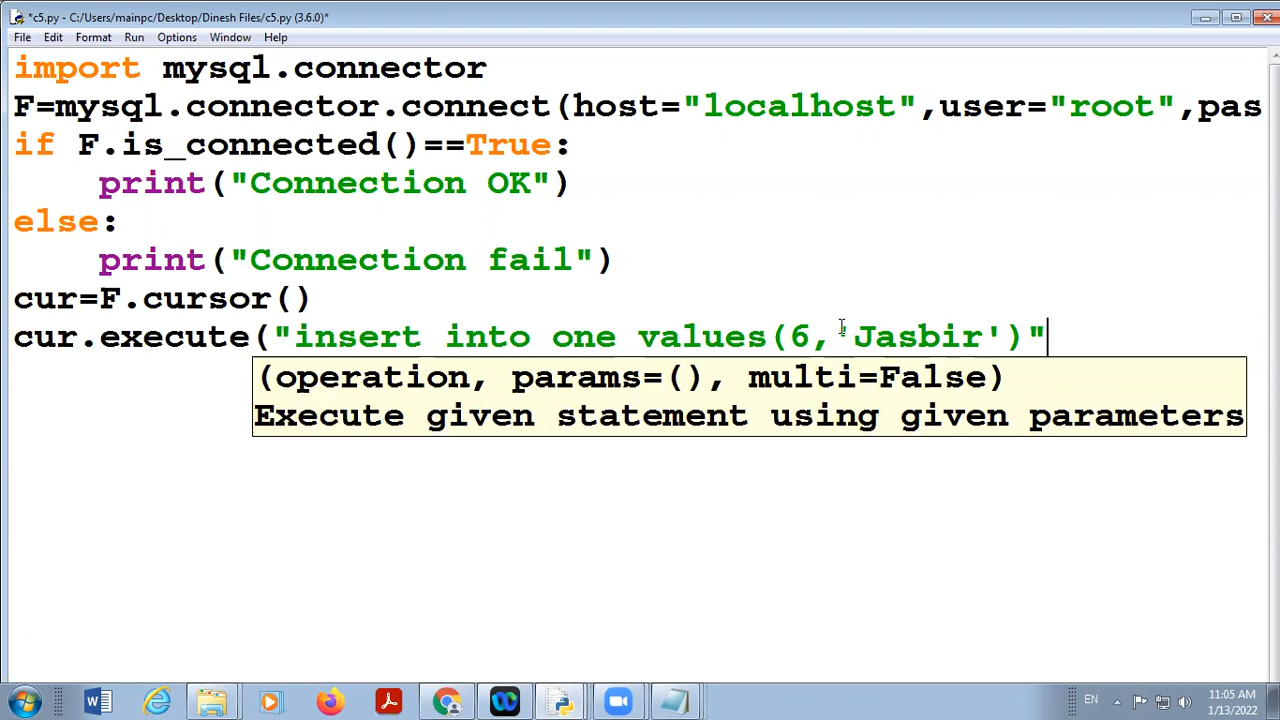 *c5.py - C:/Users/mainpc/Desktop/Dinesh Files/c5.py (3.6.0)*
File Edit Format Run Options Window Help
import mysql.connector
F=mysql.connector.connect(host="localhost",user="root",pas
if F.is_connected()==True:
print("Connection OK")
else:
print("Connection fail")
cur=F.cursor()
cur.execute("insert into one values(6,'Jasbir')"
(operation, params=(), multi=False)
Execute given statement using given parameters
EN
11:05 AM
1/13/2022